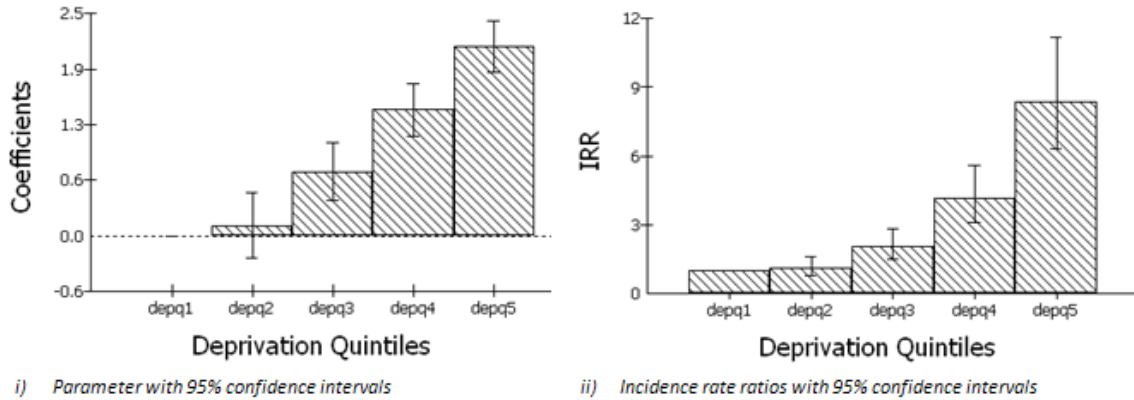 2.5
1.9
1.3
0.6
0.0
-0.6
Coefficients
depq1 depq2 depq3 depq4 depq5
Deprivation Quintiles
i) Parameter with 95% confidence intervals
12
9
6
3
0
IRR
depq1 depq2 depq3 depq4 depq5
Deprivation Quintiles
ii) Incidence rate ratios with 95% confidence intervals